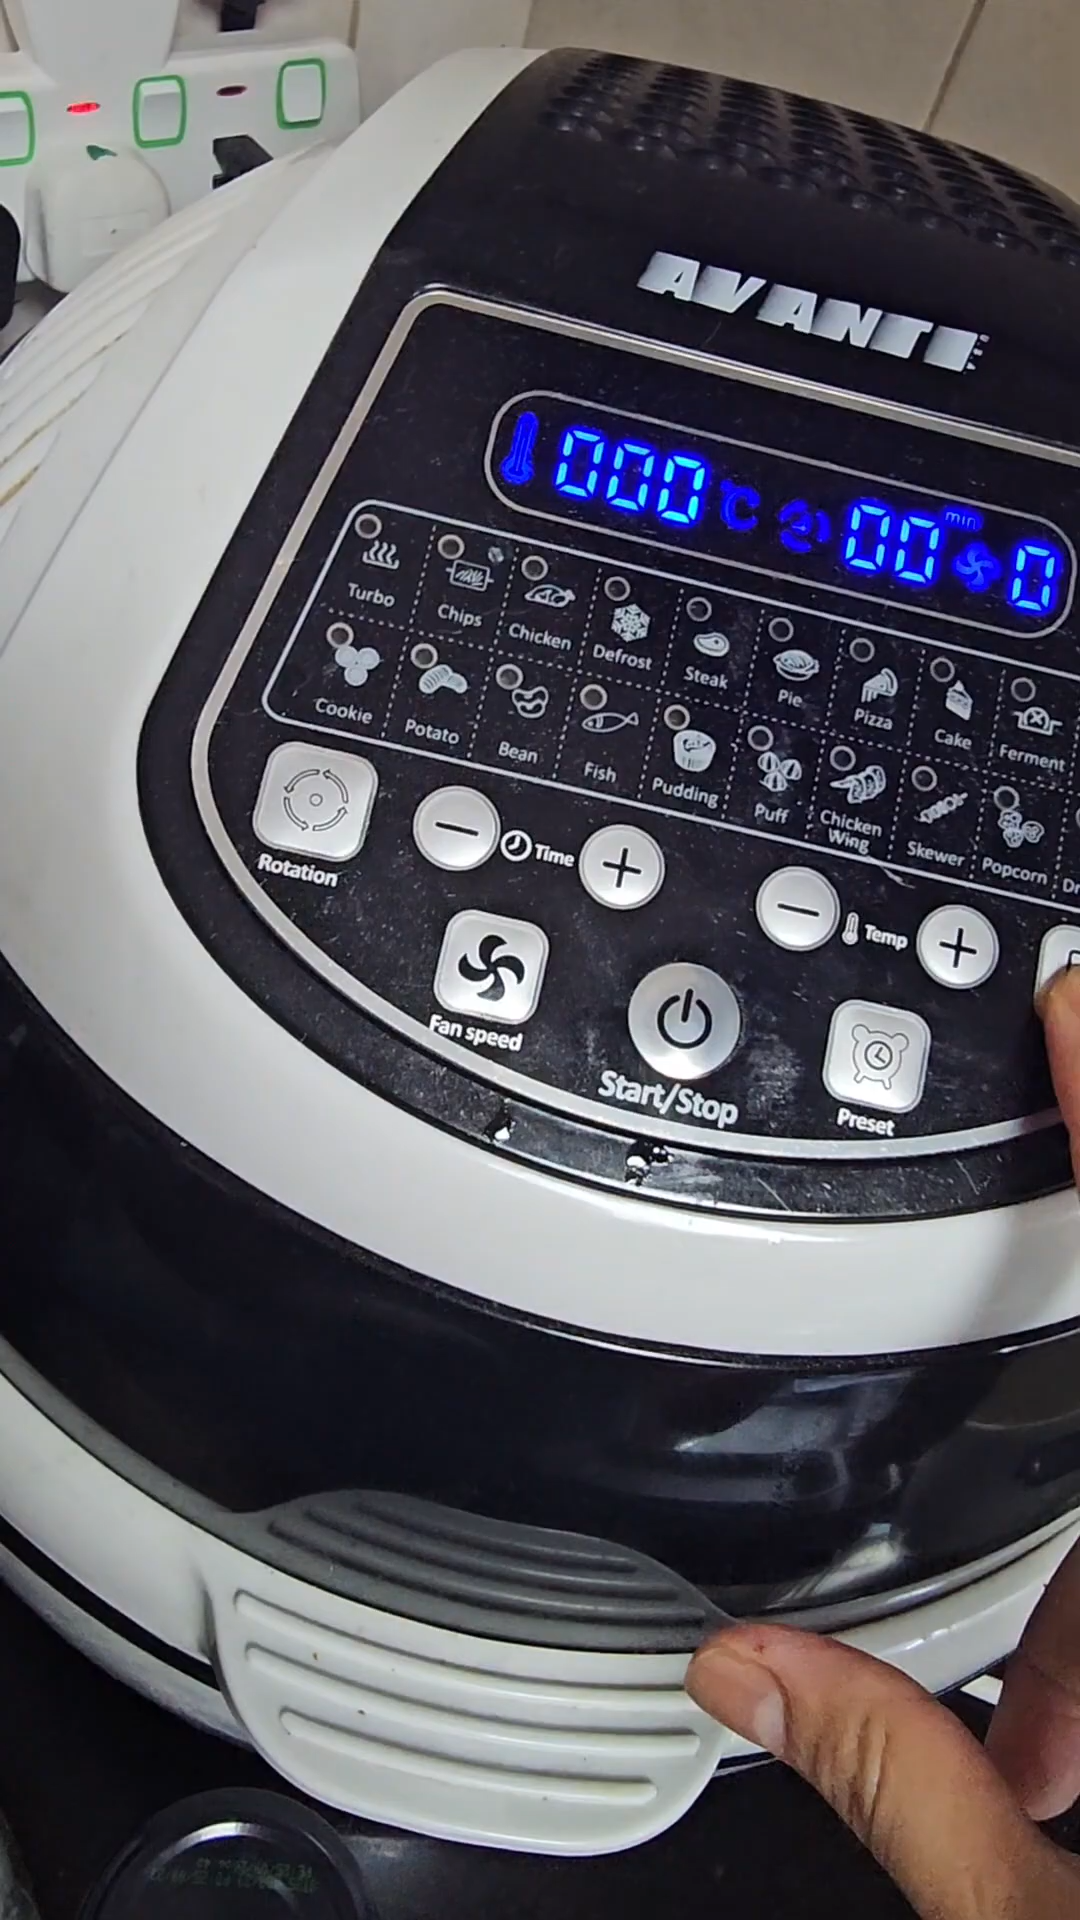 AVANTE
000 °C 00 min 0
Turbo
Chips
Chicken
Defrost
Steak
Pie
Pizza
Cake
Ferment
Cookie
Potato
Bean
Fish
Pudding
Puff
Chicken
Wing
Skewer
Popcorn
Rotation
− Time +
− Temp +
Fan speed
Start/Stop
Preset